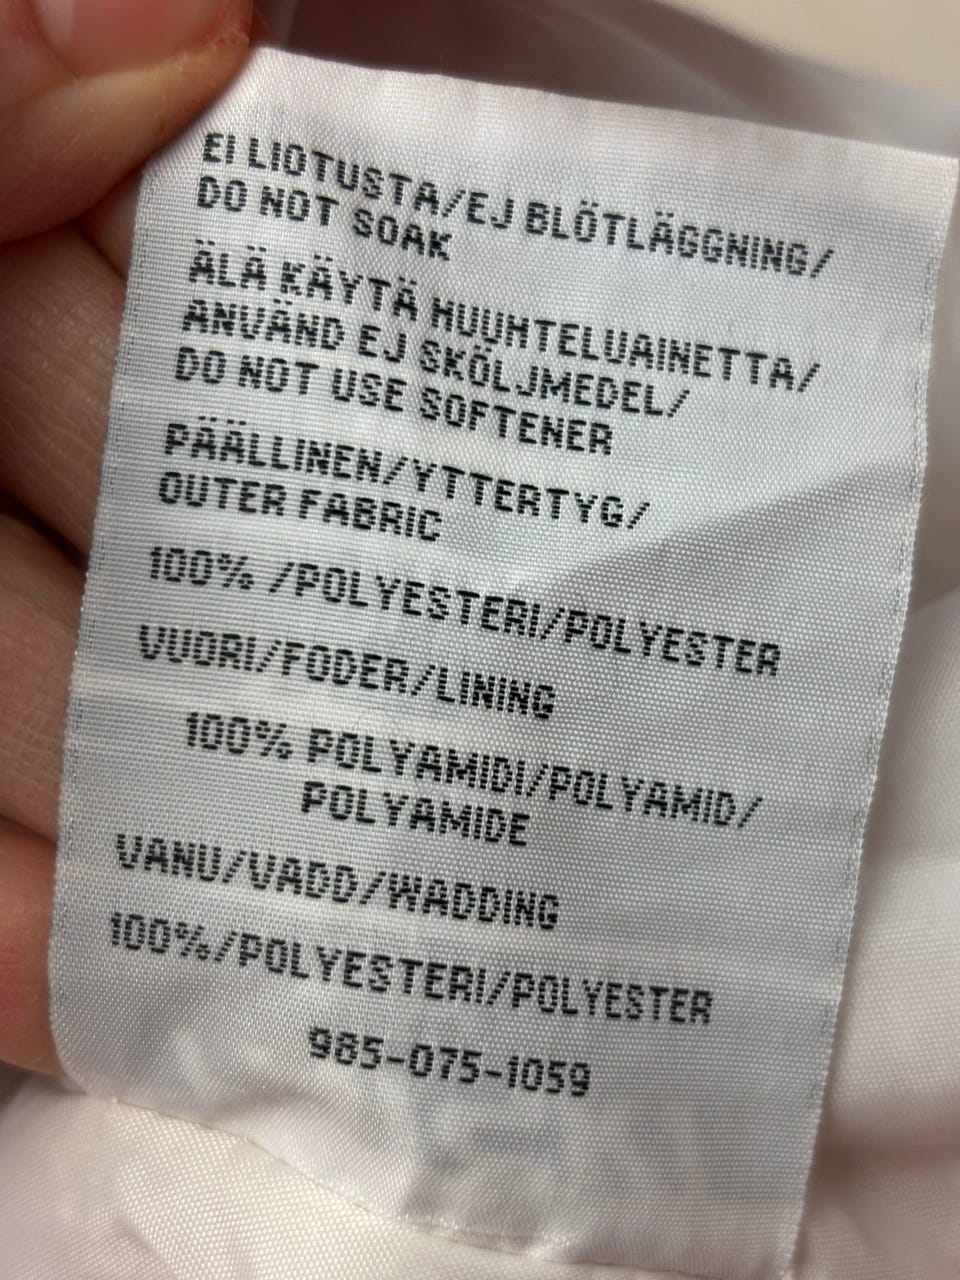 EI LIOTUSTA/EJ BLÖTLÄGGNING/
DO NOT SOAK
ÄLÄ KÄYTÄ HUUHTELUAINETTA/
ANVÄND EJ SKÖLJMEDEL/
DO NOT USE SOFTENER
PÄÄLLINEN/YTTERTYG/
OUTER FABRIC
100% /POLYESTERI/POLYESTER
VUORI/FODER/LINING
100% POLYAMIDI/POLYAMID/
POLYAMIDE
VANU/VADD/WADDING
100%/POLYESTERI/POLYESTER
985-075-1059